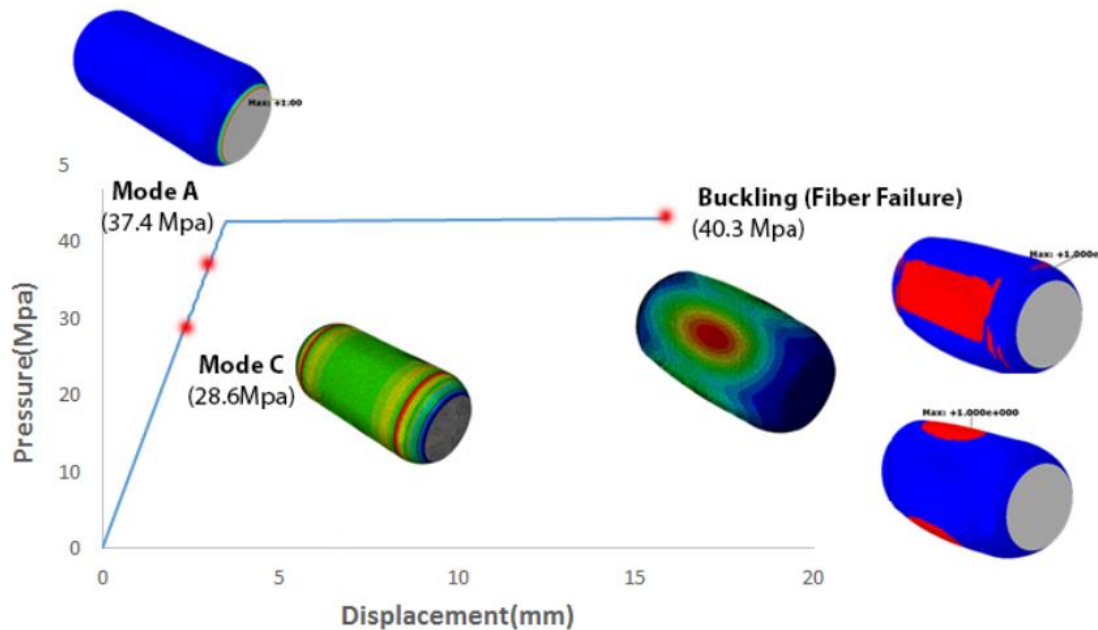 Max: +1.00
5
Mode A
(37.4 Mpa)
Buckling (Fiber Failure)
(40.3 Mpa)
Max: +1.000e
40
30
Mode C
(28.6Mpa)
20
Max: +1.000e+000
10
0
0
5
10
15
20
Pressure(Mpa)
Displacement(mm)